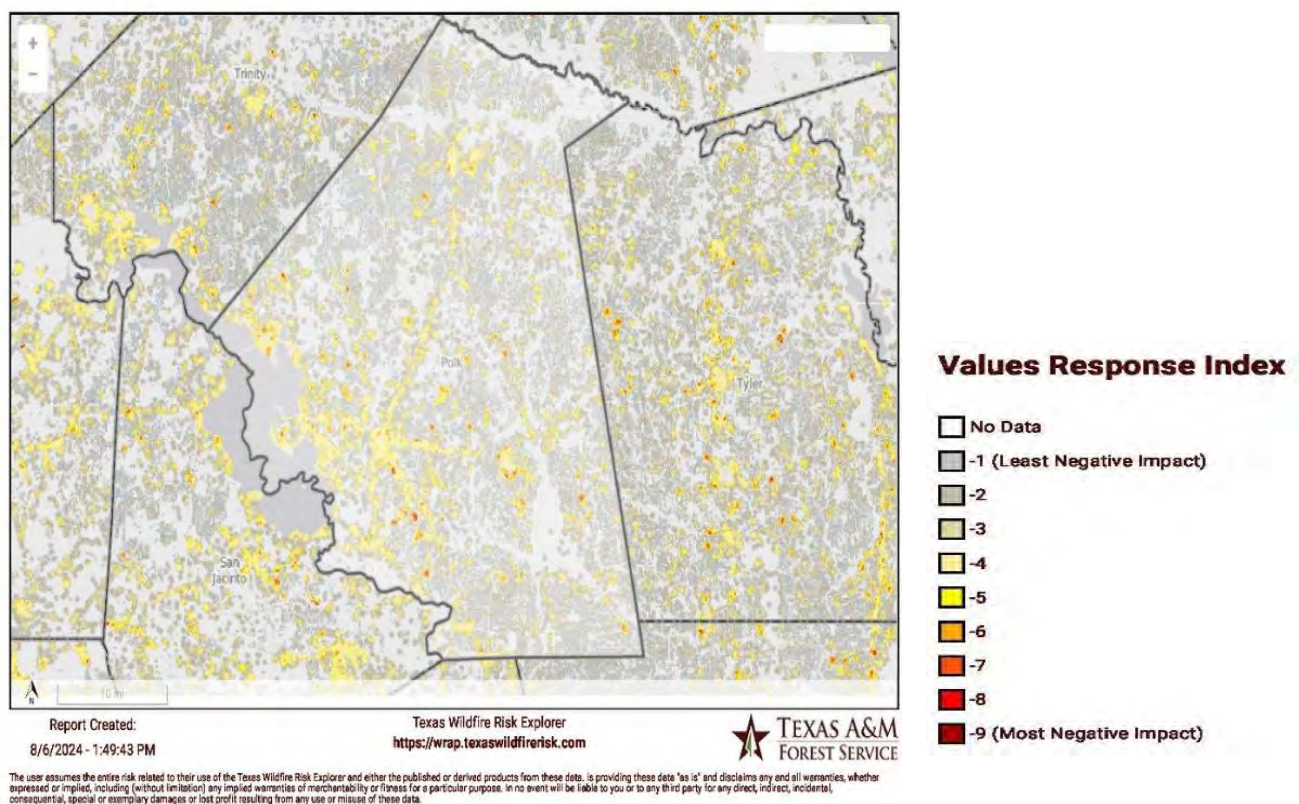 +
−
Trinity
Polk
Tyler
San
Jacinto
N
10 mi
Values Response Index
No Data
-1 (Least Negative Impact)
-2
-3
-4
-5
-6
-7
-8
-9 (Most Negative Impact)
Report Created:
8/6/2024 - 1:49:43 PM
Texas Wildfire Risk Explorer
https://wrap.texaswildfirerisk.com
TEXAS A&M
FOREST SERVICE
The user assumes the entire risk related to their use of the Texas Wildfire Risk Explorer and either the published or derived products from these data. is providing these data "as is" and disclaims any and all warranties, whether
expressed or implied, including (without limitation) any implied warranties of merchantability or fitness for a particular purpose. In no event will be liable to you or to any third party for any direct, indirect, incidental,
consequential, special or exemplary damages or lost profit resulting from any use or misuse of these data.